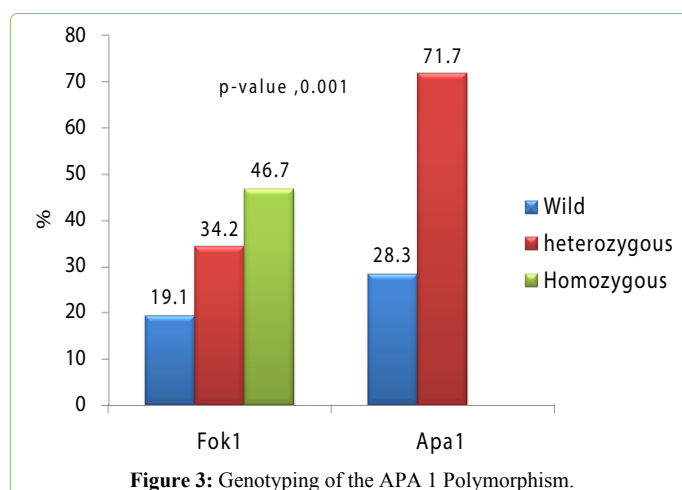 80
70
60
50
40
30
20
10
0
%
p-value ,0.001
19.1
34.2
46.7
28.3
71.7
Fok1
Apa1
Wild
heterozygous
Homozygous
Figure 3: Genotyping of the APA 1 Polymorphism.